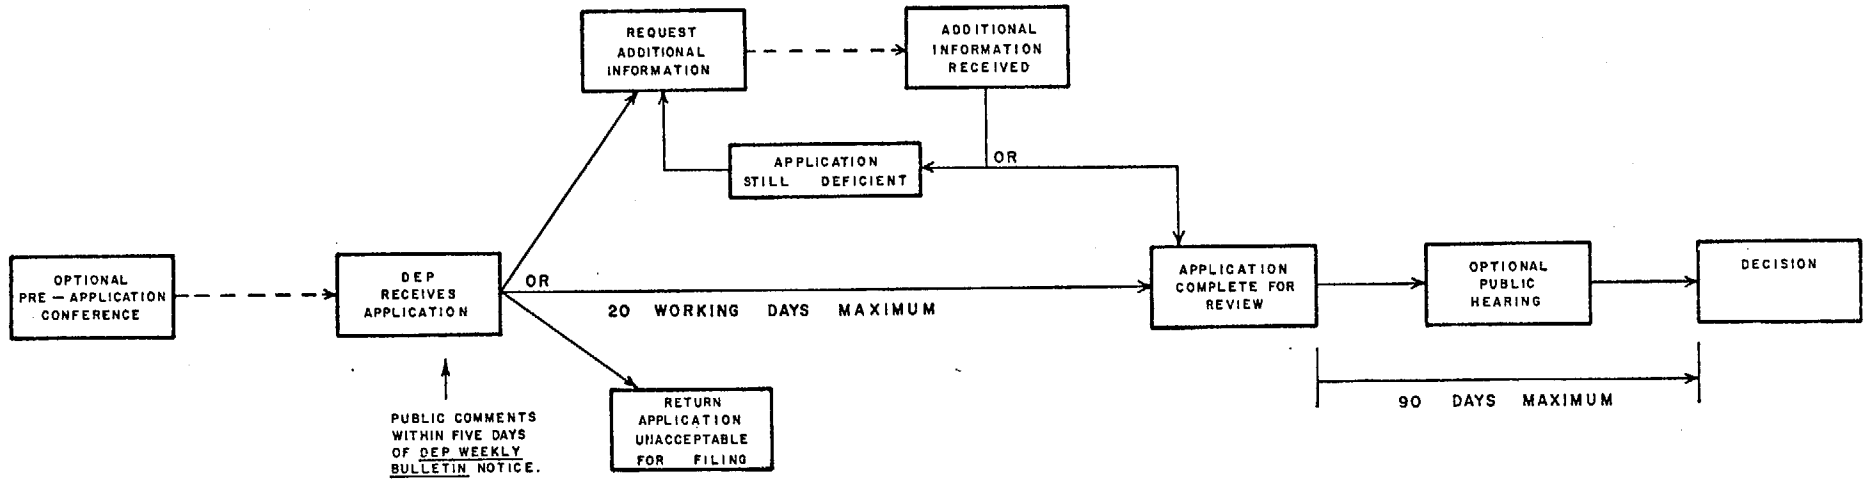 REQUEST
ADDITIONAL
INFORMATION
ADDITIONAL
INFORMATION
RECEIVED
APPLICATION
STILL DEFICIENT
OR
OPTIONAL
PRE - APPLICATION
CONFERENCE
DEP
RECEIVES
APPLICATION
OR
20 WORKING DAYS MAXIMUM
APPLICATION
COMPLETE FOR
REVIEW
OPTIONAL
PUBLIC
HEARING
DECISION
90 DAYS MAXIMUM
PUBLIC COMMENTS
WITHIN FIVE DAYS
OF DEP WEEKLY
BULLETIN NOTICE.
RETURN
APPLICATION
UNACCEPTABLE
FOR FILING